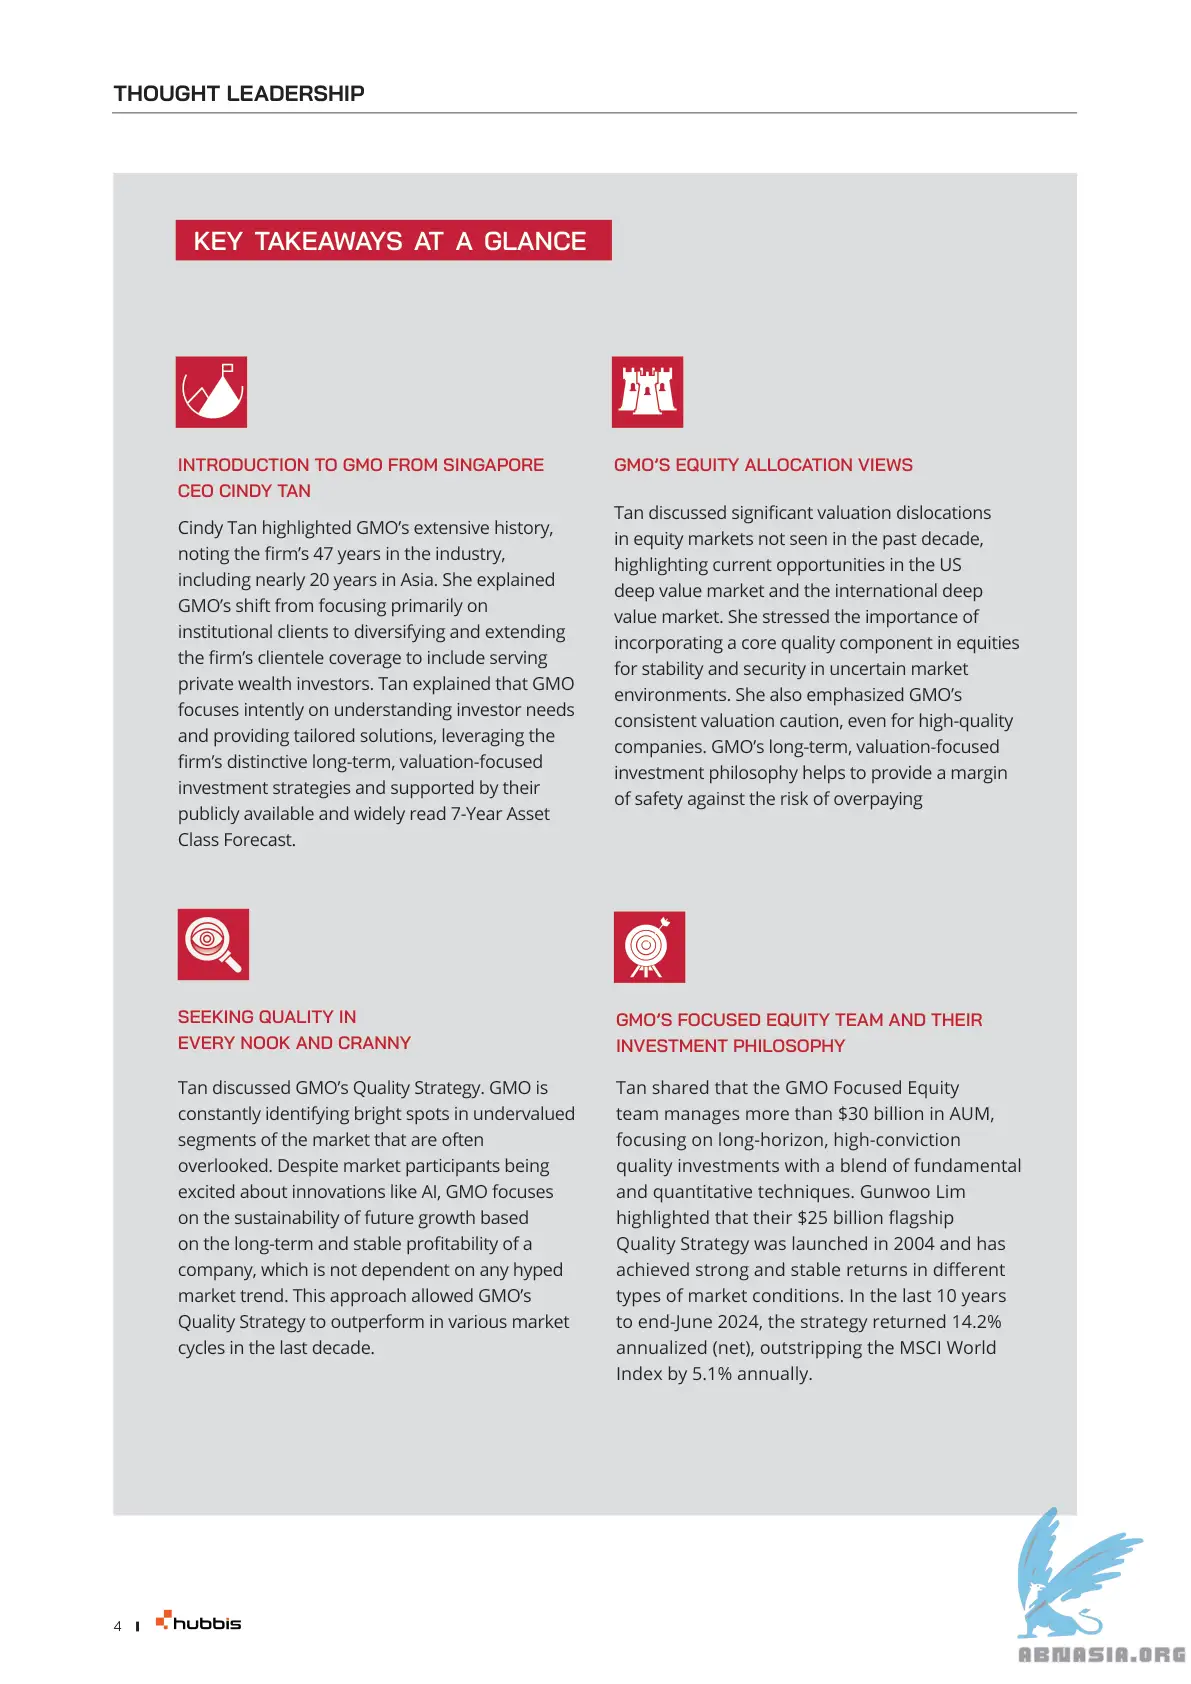 THOUGHT LEADERSHIP
KEY TAKEAWAYS AT A GLANCE
INTRODUCTION TO GMO FROM SINGAPORE
CEO CINDY TAN
Cindy Tan highlighted GMO’s extensive history,
noting the firm’s 47 years in the industry,
including nearly 20 years in Asia. She explained
GMO’s shift from focusing primarily on
institutional clients to diversifying and extending
the firm’s clientele coverage to include serving
private wealth investors. Tan explained that GMO
focuses intently on understanding investor needs
and providing tailored solutions, leveraging the
firm’s distinctive long-term, valuation-focused
investment strategies and supported by their
publicly available and widely read 7-Year Asset
Class Forecast.
GMO’S EQUITY ALLOCATION VIEWS
Tan discussed significant valuation dislocations
in equity markets not seen in the past decade,
highlighting current opportunities in the US
deep value market and the international deep
value market. She stressed the importance of
incorporating a core quality component in equities
for stability and security in uncertain market
environments. She also emphasized GMO’s
consistent valuation caution, even for high-quality
companies. GMO’s long-term, valuation-focused
investment philosophy helps to provide a margin
of safety against the risk of overpaying
SEEKING QUALITY IN
EVERY NOOK AND CRANNY
Tan discussed GMO’s Quality Strategy. GMO is
constantly identifying bright spots in undervalued
segments of the market that are often
overlooked. Despite market participants being
excited about innovations like AI, GMO focuses
on the sustainability of future growth based
on the long-term and stable profitability of a
company, which is not dependent on any hyped
market trend. This approach allowed GMO’s
Quality Strategy to outperform in various market
cycles in the last decade.
GMO’S FOCUSED EQUITY TEAM AND THEIR
INVESTMENT PHILOSOPHY
Tan shared that the GMO Focused Equity
team manages more than $30 billion in AUM,
focusing on long-horizon, high-conviction
quality investments with a blend of fundamental
and quantitative techniques. Gunwoo Lim
highlighted that their $25 billion flagship
Quality Strategy was launched in 2004 and has
achieved strong and stable returns in different
types of market conditions. In the last 10 years
to end-June 2024, the strategy returned 14.2%
annualized (net), outstripping the MSCI World
Index by 5.1% annually.
4
hubbis
ABNASIA.ORG